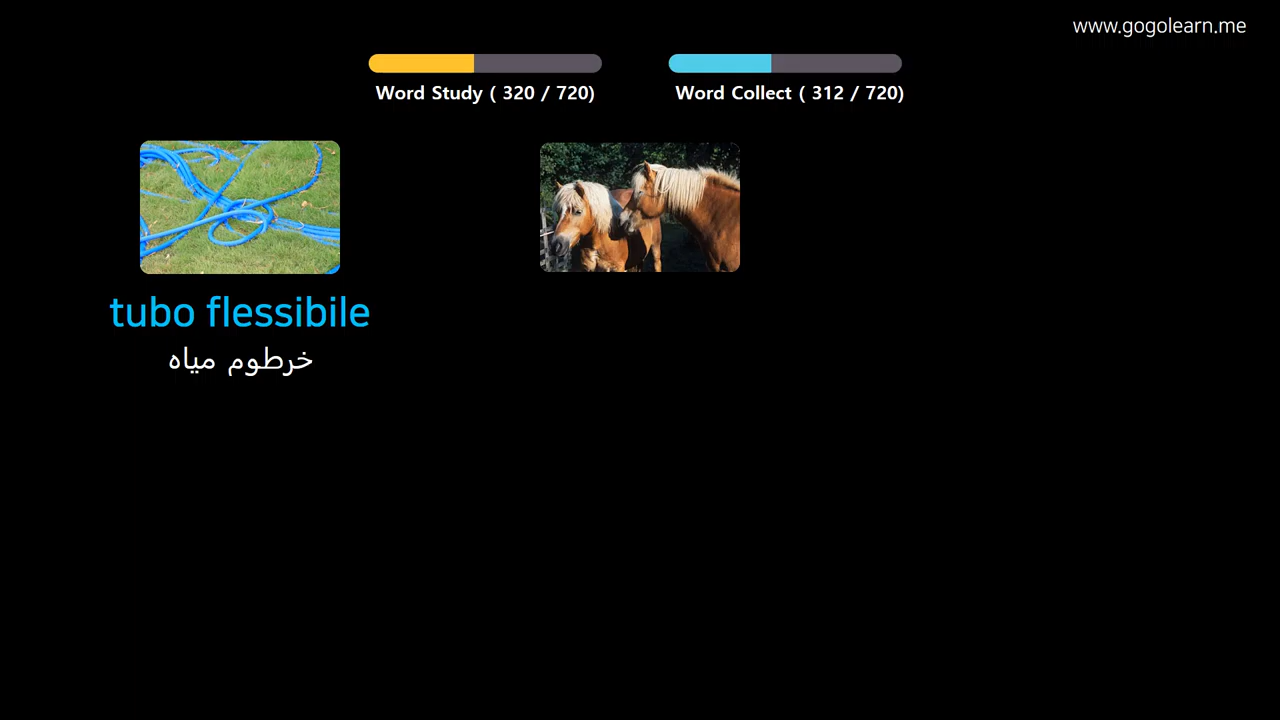 www.gogolearn.me
Word Study ( 320 / 720)
Word Collect ( 312 / 720)
tubo flessibile
خرطوم مياه